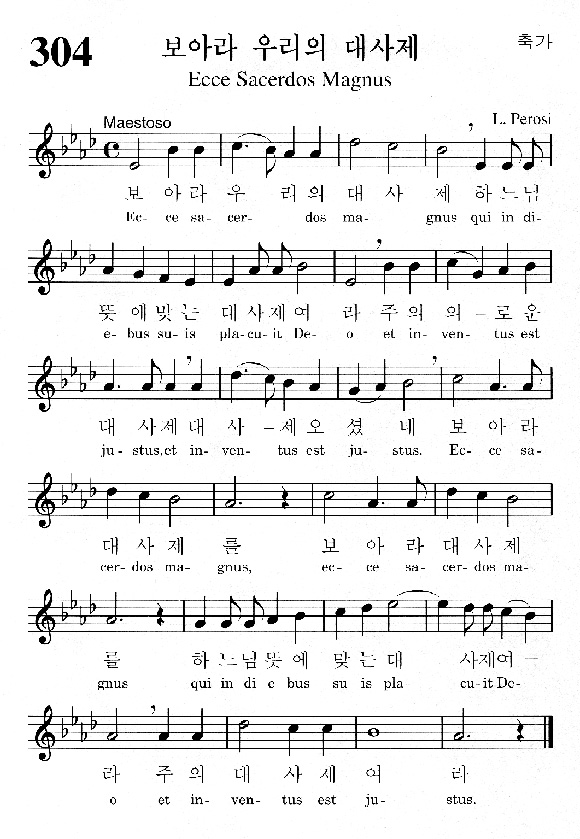 304 보아라 우리의 대사제 축가
Ecce Sacerdos Magnus
Maestoso L. Perosi
보 아 라 우 리 의 대 사 제 하 느 님
Ec- ce sa- cer- dos ma- gnus qui in di-
뜻 에 맞 는 대 사 제 여 라 주 의 의 - 로 운
e- bus su- is pla-cu- it De- o et in- ven- tus est
대 사 제 대 사 - 제 오 셨 네 보 아 라
ju- stus,et in- ven- tus est ju- stus. Ec- ce sa-
대 사 제 를 보 아 라 대 사 제
cer- dos ma- gnus, ec- ce sa- cer- dos ma-
를 하 느 님 뜻 에 맞 는 대 사 제 여 -
gnus qui in di e bus su is pla cu-it De-
라 주 의 대 사 제 여 라
o et in- ven- tus est ju- stus.